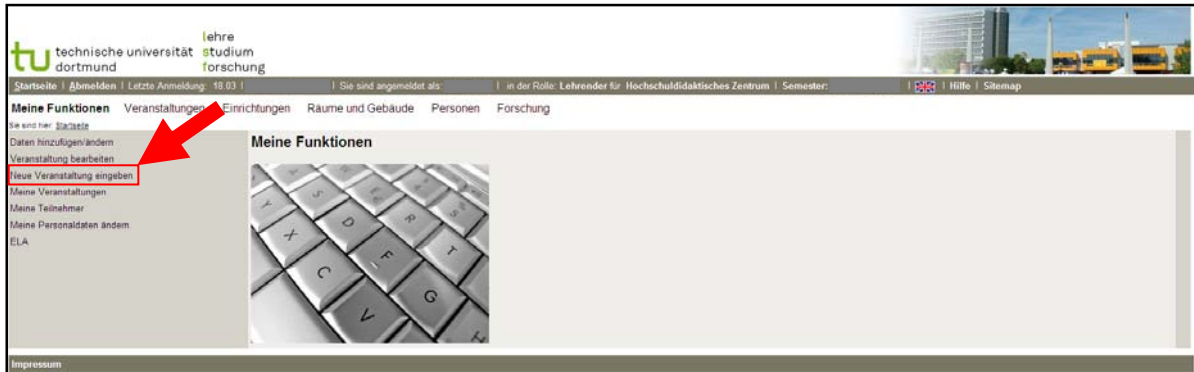 tu technische universität
dortmund
lehre
studium
forschung
Startseite | Abmelden | Letzte Anmeldung: 18.03 | | Sie sind angemeldet als: | in der Rolle: Lehrender für Hochschuldidaktisches Zentrum | Semester: | Hilfe | Sitemap
Meine Funktionen Veranstaltungen Einrichtungen Räume und Gebäude Personen Forschung
Sie sind hier: Startseite
Daten hinzufügen/ändern
Veranstaltung bearbeiten
Neue Veranstaltung eingeben
Meine Veranstaltungen
Meine Teilnehmer
Meine Personaldaten ändern
ELA
Meine Funktionen
Y
S
E
R
X
D
F
T
C
G
V
Impressum